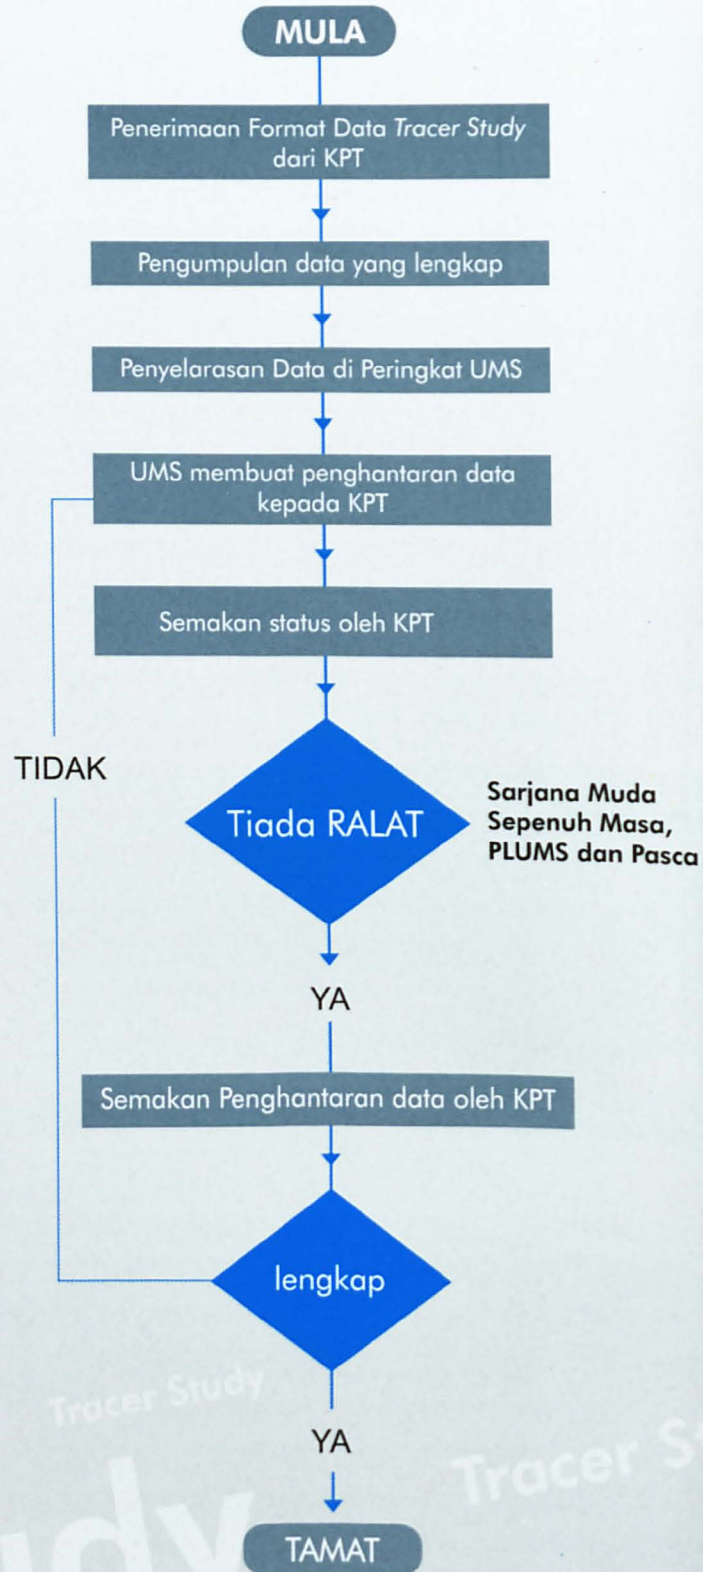 MULA
Penerimaan Format Data Tracer Study
dari KPT
Pengumpulan data yang lengkap
Penyelarasan Data di Peringkat UMS
UMS membuat penghantaran data
kepada KPT
Semakan status oleh KPT
TIDAK
Tiada RALAT
Sarjana Muda
Sepenuh Masa,
PLUMS dan Pasca
YA
Semakan Penghantaran data oleh KPT
lengkap
Tracer Study
YA
Tracer S
udy
TAMAT